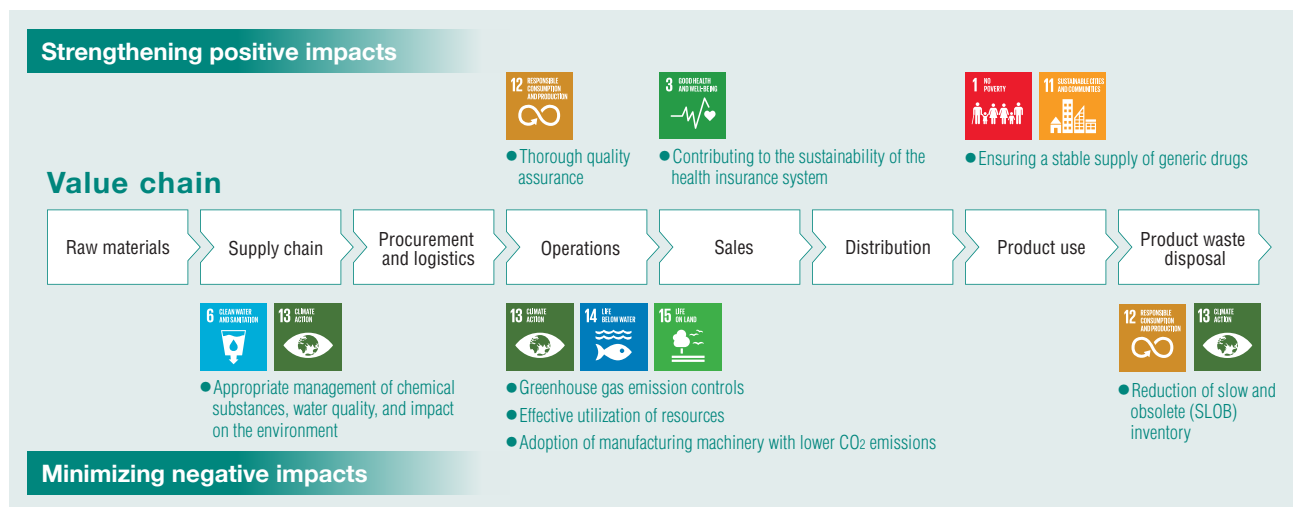 Strengthening positive impacts
12 RESPONSIBLE
CONSUMPTION
AND PRODUCTION
3 GOOD HEALTH
AND WELL-BEING
1 NO
POVERTY
11 SUSTAINABLE CITIES
AND COMMUNITIES
●Thorough quality
assurance
●Contributing to the sustainability of the
health insurance system
●Ensuring a stable supply of generic drugs
Value chain
Raw materials
Supply chain
Procurement
and logistics
Operations
Sales
Distribution
Product use
Product waste
disposal
6 CLEAN WATER
AND SANITATION
13 CLIMATE
ACTION
13 CLIMATE
ACTION
14 LIFE
BELOW WATER
15 LIFE
ON LAND
12 RESPONSIBLE
CONSUMPTION
AND PRODUCTION
13 CLIMATE
ACTION
●Appropriate management of chemical
substances, water quality, and impact
on the environment
●Greenhouse gas emission controls
●Effective utilization of resources
●Adoption of manufacturing machinery with lower CO2 emissions
●Reduction of slow and
obsolete (SLOB)
inventory
Minimizing negative impacts